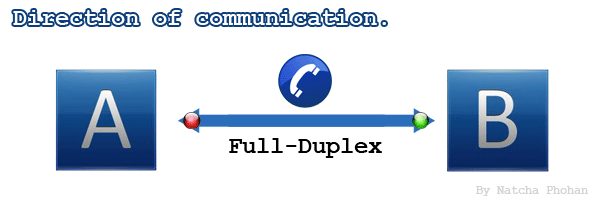 Direction of communication.
A
B
Full-Duplex
By Natcha Phohan